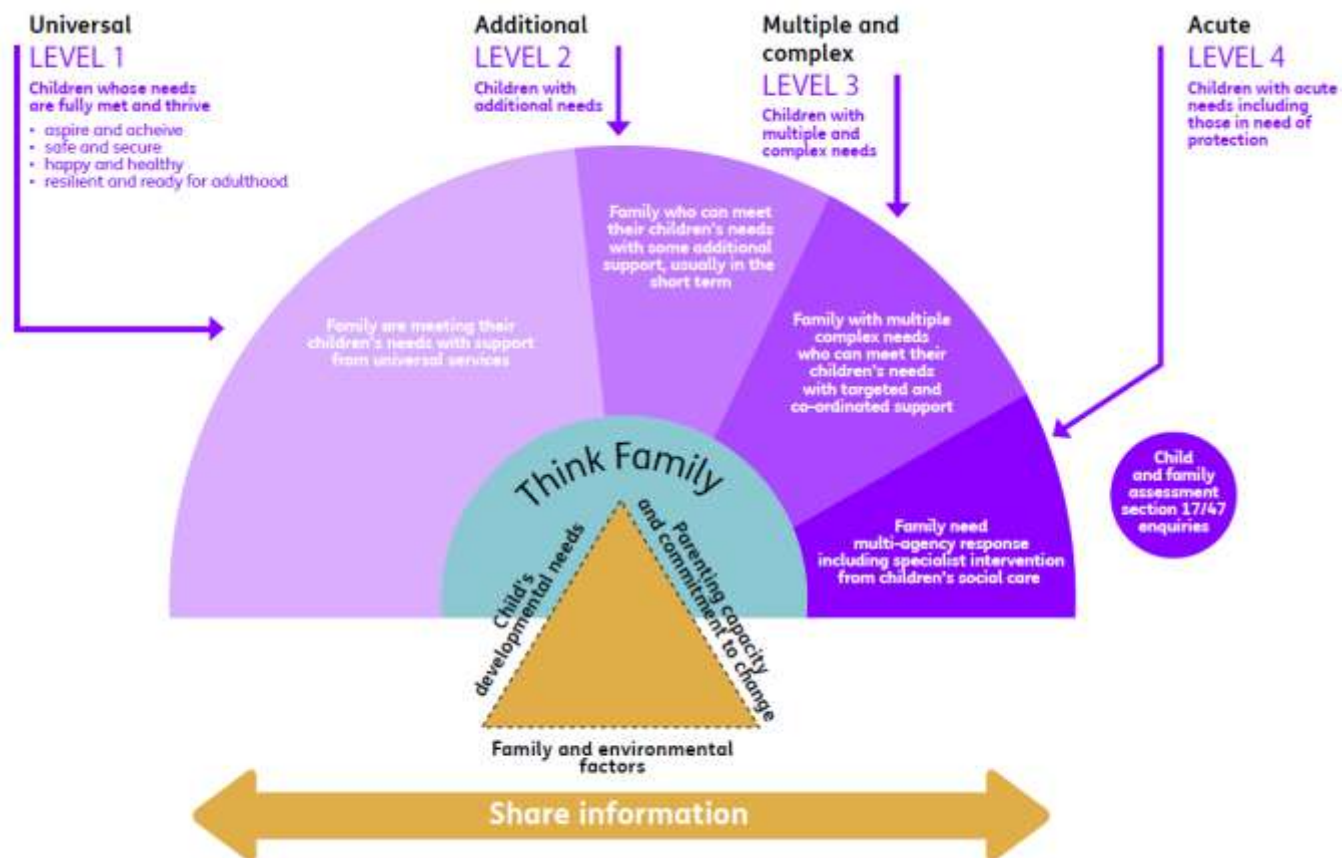 Universal
LEVEL 1
Children whose needs
are fully met and thrive
• aspire and acheive
• safe and secure
• happy and healthy
• resilient and ready for adulthood
Additional
LEVEL 2
Children with
additional needs
Multiple and
complex
LEVEL 3
Children with
multiple and
complex needs
Acute
LEVEL 4
Children with acute
needs including
those in need of
protection
Family are meeting their
children's needs with support
from universal services
Family who can meet
their children's needs
with some additional
support, usually in the
short term
Family with multiple
complex needs
who can meet their
children's needs
with targeted and
co-ordinated support
Family need
multi-agency response
including specialist intervention
from children's social care
Child
and family
assessment
section 17/47
enquiries
Think Family
Child's
developmental needs
Parenting capacity
and commitment to change
Family and environmental
factors
Share information